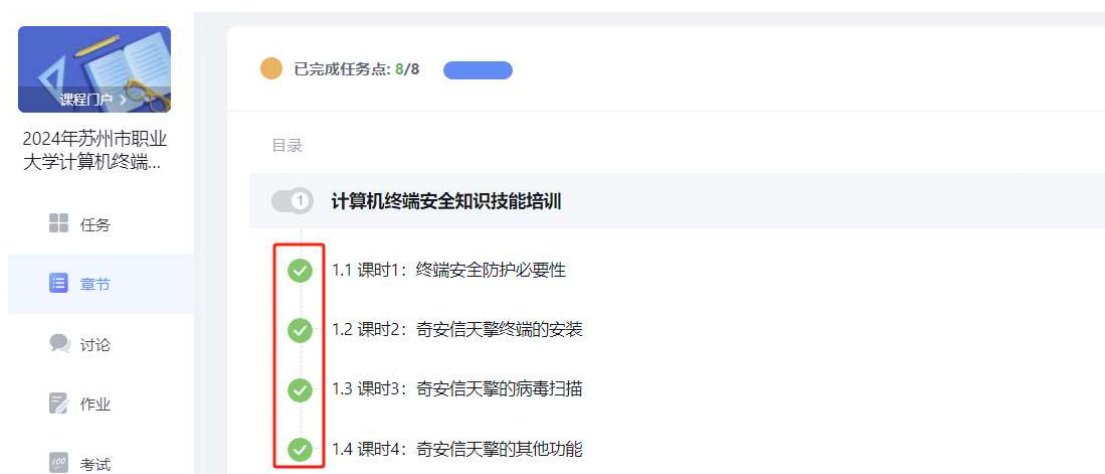 课程门户 >
2024年苏州市职业
大学计算机终端...
任务
章节
讨论
作业
考试
已完成任务点: 8/8
目录
1 计算机终端安全知识技能培训
1.1 课时1：终端安全防护必要性
1.2 课时2：奇安信天擎终端的安装
1.3 课时3：奇安信天擎的病毒扫描
1.4 课时4：奇安信天擎的其他功能